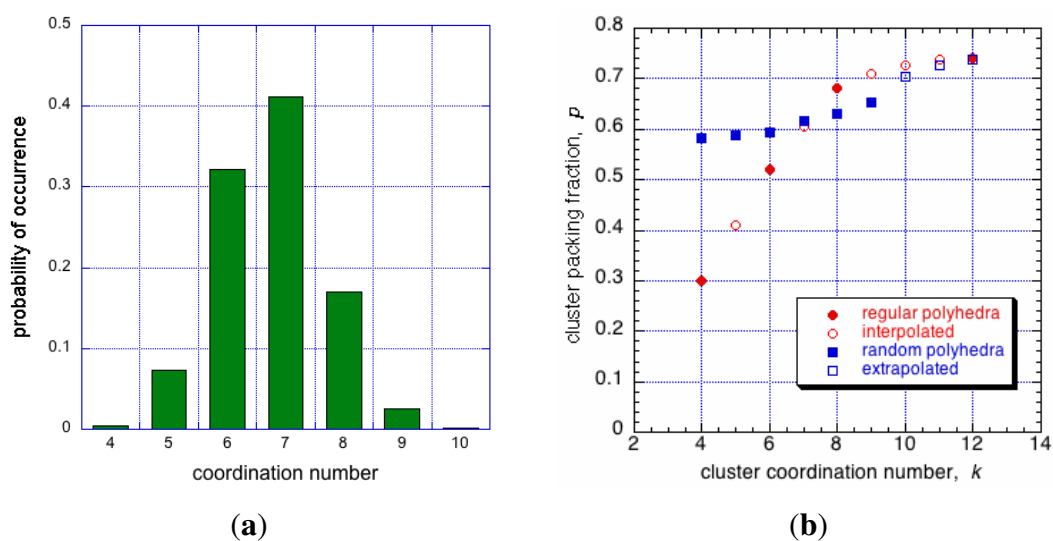 0.5
0.4
0.3
0.2
0.1
0
probability of occurrence
4 5 6 7 8 9 10
coordination number
(a)
0.8
0.7
0.6
0.5
0.4
0.3
0.2
0.1
0
cluster packing fraction, p
regular polyhedra
interpolated
random polyhedra
extrapolated
2 4 6 8 10 12 14
cluster coordination number, k
(b)